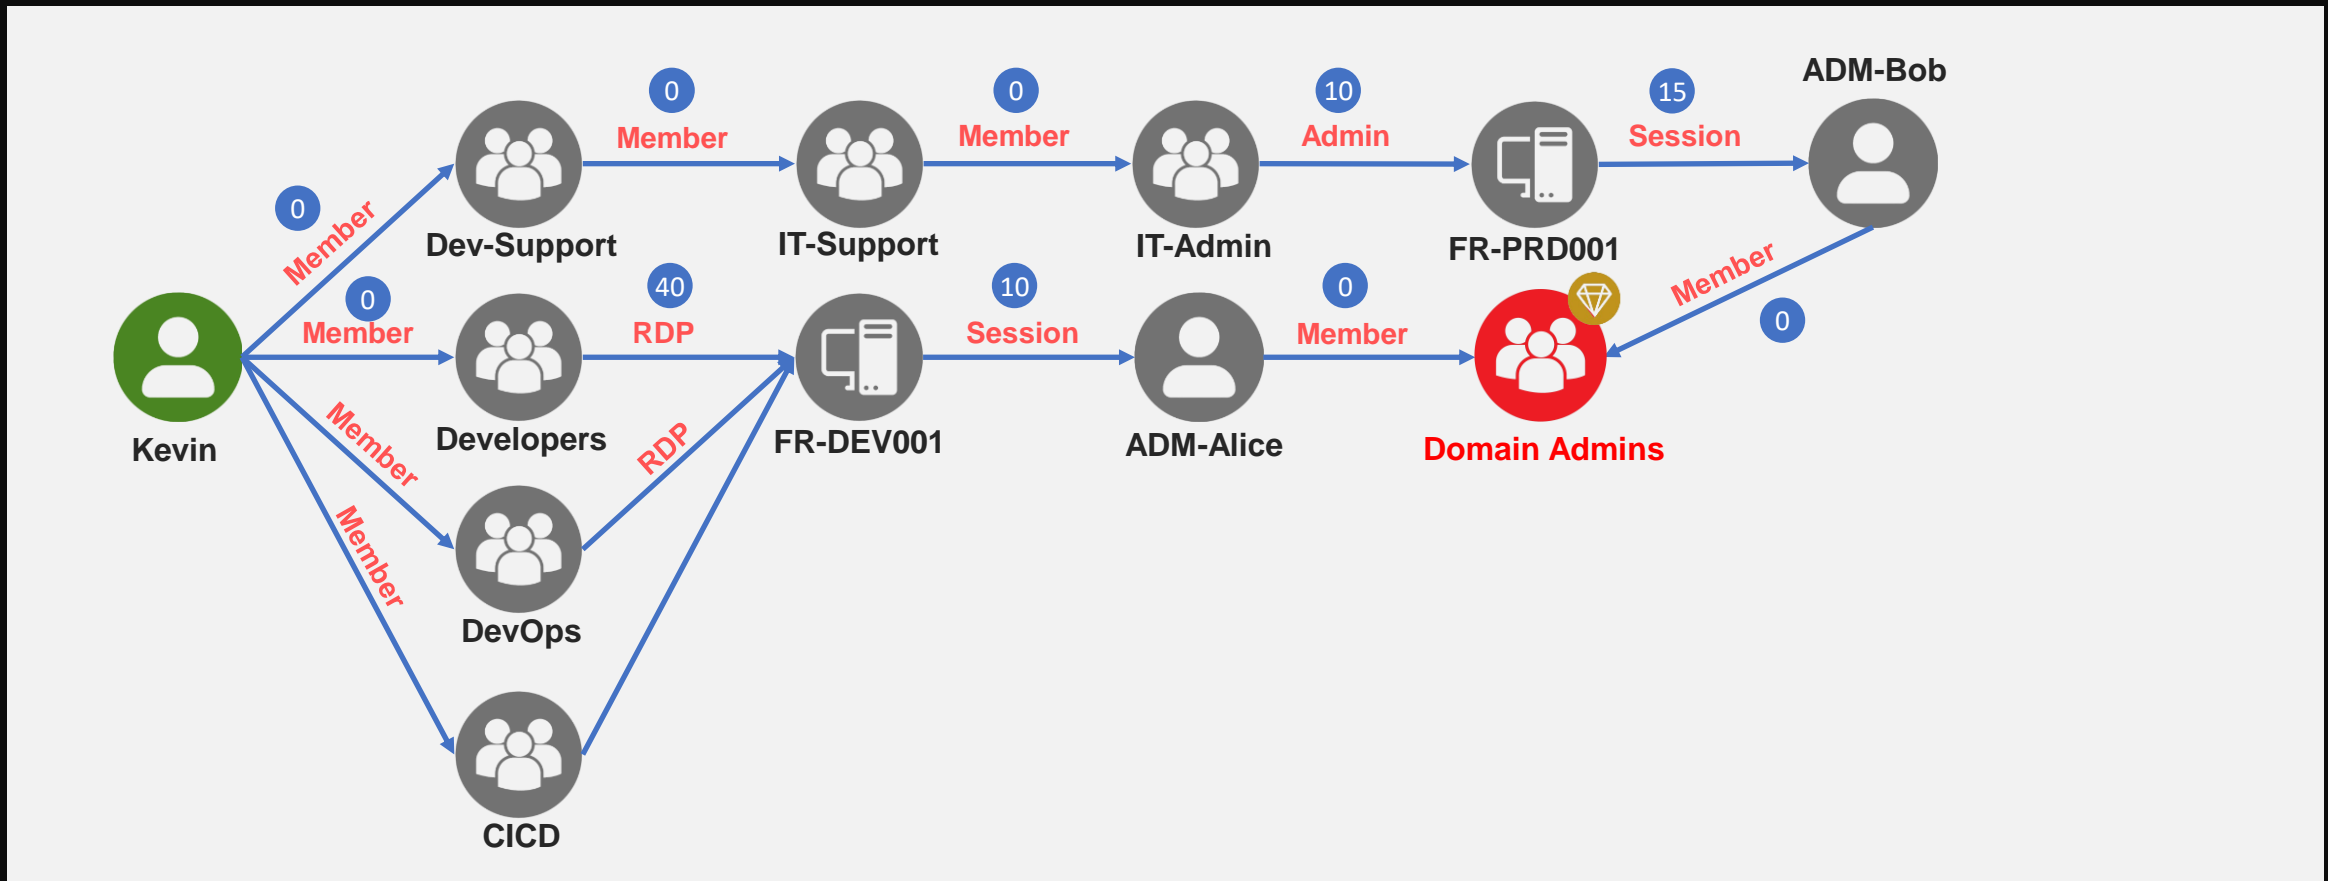 ADM-Bob
0
Member
0
Member
10
Admin
15
Session
0
Member
Dev-Support
IT-Support
IT-Admin
FR-PRD001
Member
0
0
Member
40
RDP
10
Session
0
Member
Kevin
Developers
FR-DEV001
ADM-Alice
Domain Admins
Member
RDP
Member
DevOps
CICD